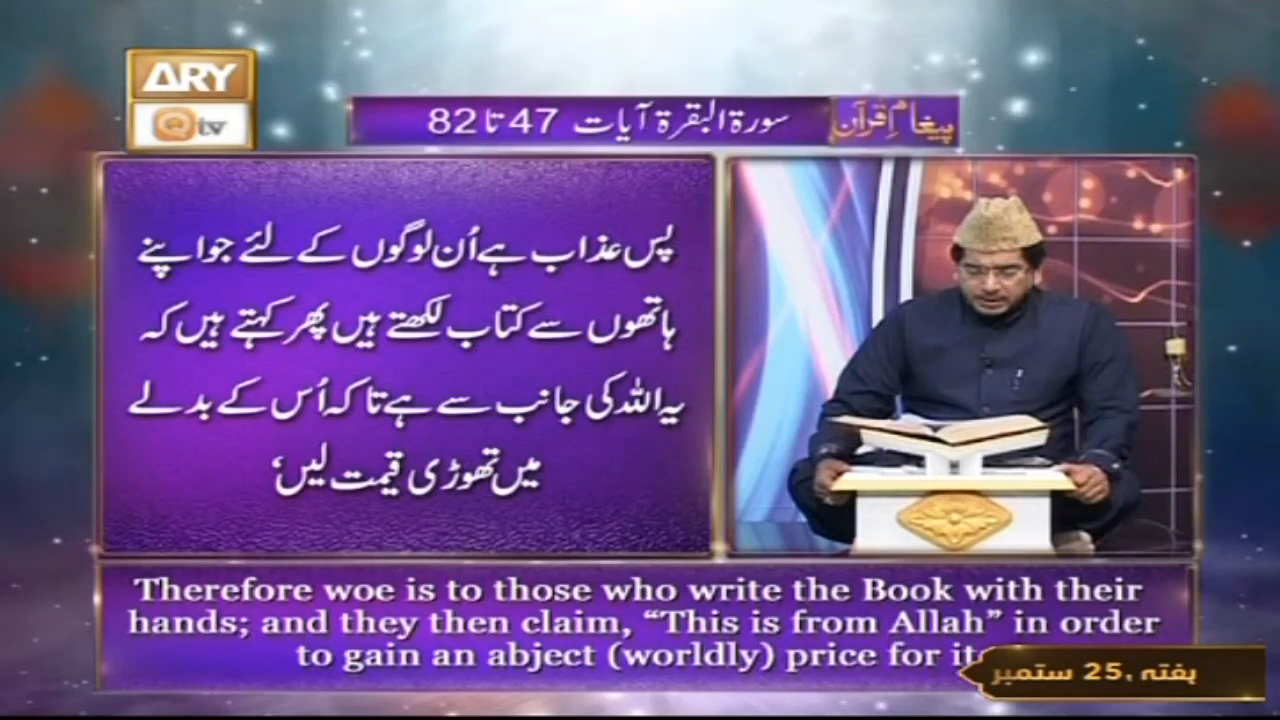 ARY
Qtv
پیغامِ قرآن
سورۃ البقرۃ آیات 47 تا 82
پس عذاب ہے اُن لوگوں کے لئے جو اپنے
ہاتھوں سے کتاب لکھتے ہیں پھر کہتے ہیں کہ
یہ اللہ کی جانب سے ہے تا کہ اُس کے بدلے
میں تھوڑی قیمت لیں،
Therefore woe is to those who write the Book with their
hands; and they then claim, “This is from Allah” in order
to gain an abject (worldly) price for it
ہفتہ ,25 ستمبر